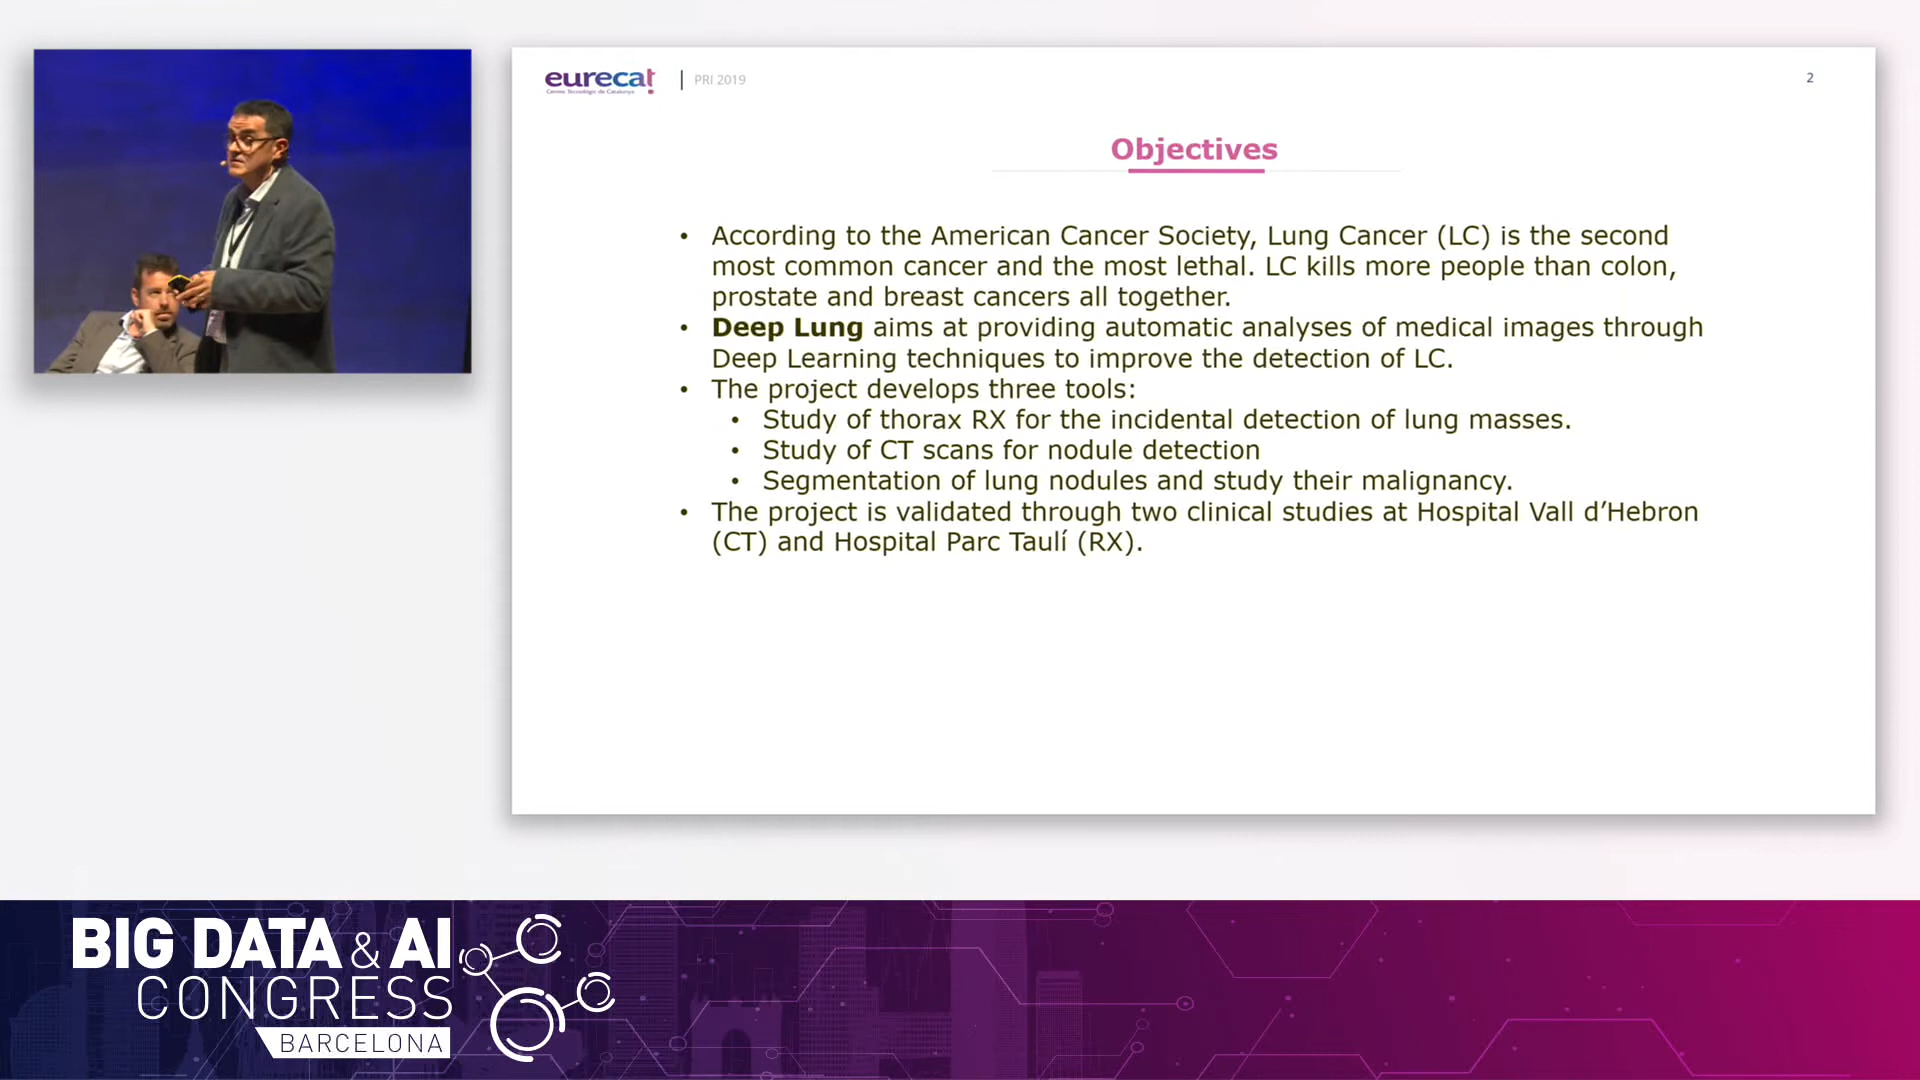 eurecat
Centre Tecnològic de Catalunya
PRI 2019
2
Objectives
• According to the American Cancer Society, Lung Cancer (LC) is the second
most common cancer and the most lethal. LC kills more people than colon,
prostate and breast cancers all together.
• Deep Lung aims at providing automatic analyses of medical images through
Deep Learning techniques to improve the detection of LC.
• The project develops three tools:
• Study of thorax RX for the incidental detection of lung masses.
• Study of CT scans for nodule detection
• Segmentation of lung nodules and study their malignancy.
• The project is validated through two clinical studies at Hospital Vall d’Hebron
(CT) and Hospital Parc Taulí (RX).
BIG DATA & AI
CONGRESS
BARCELONA